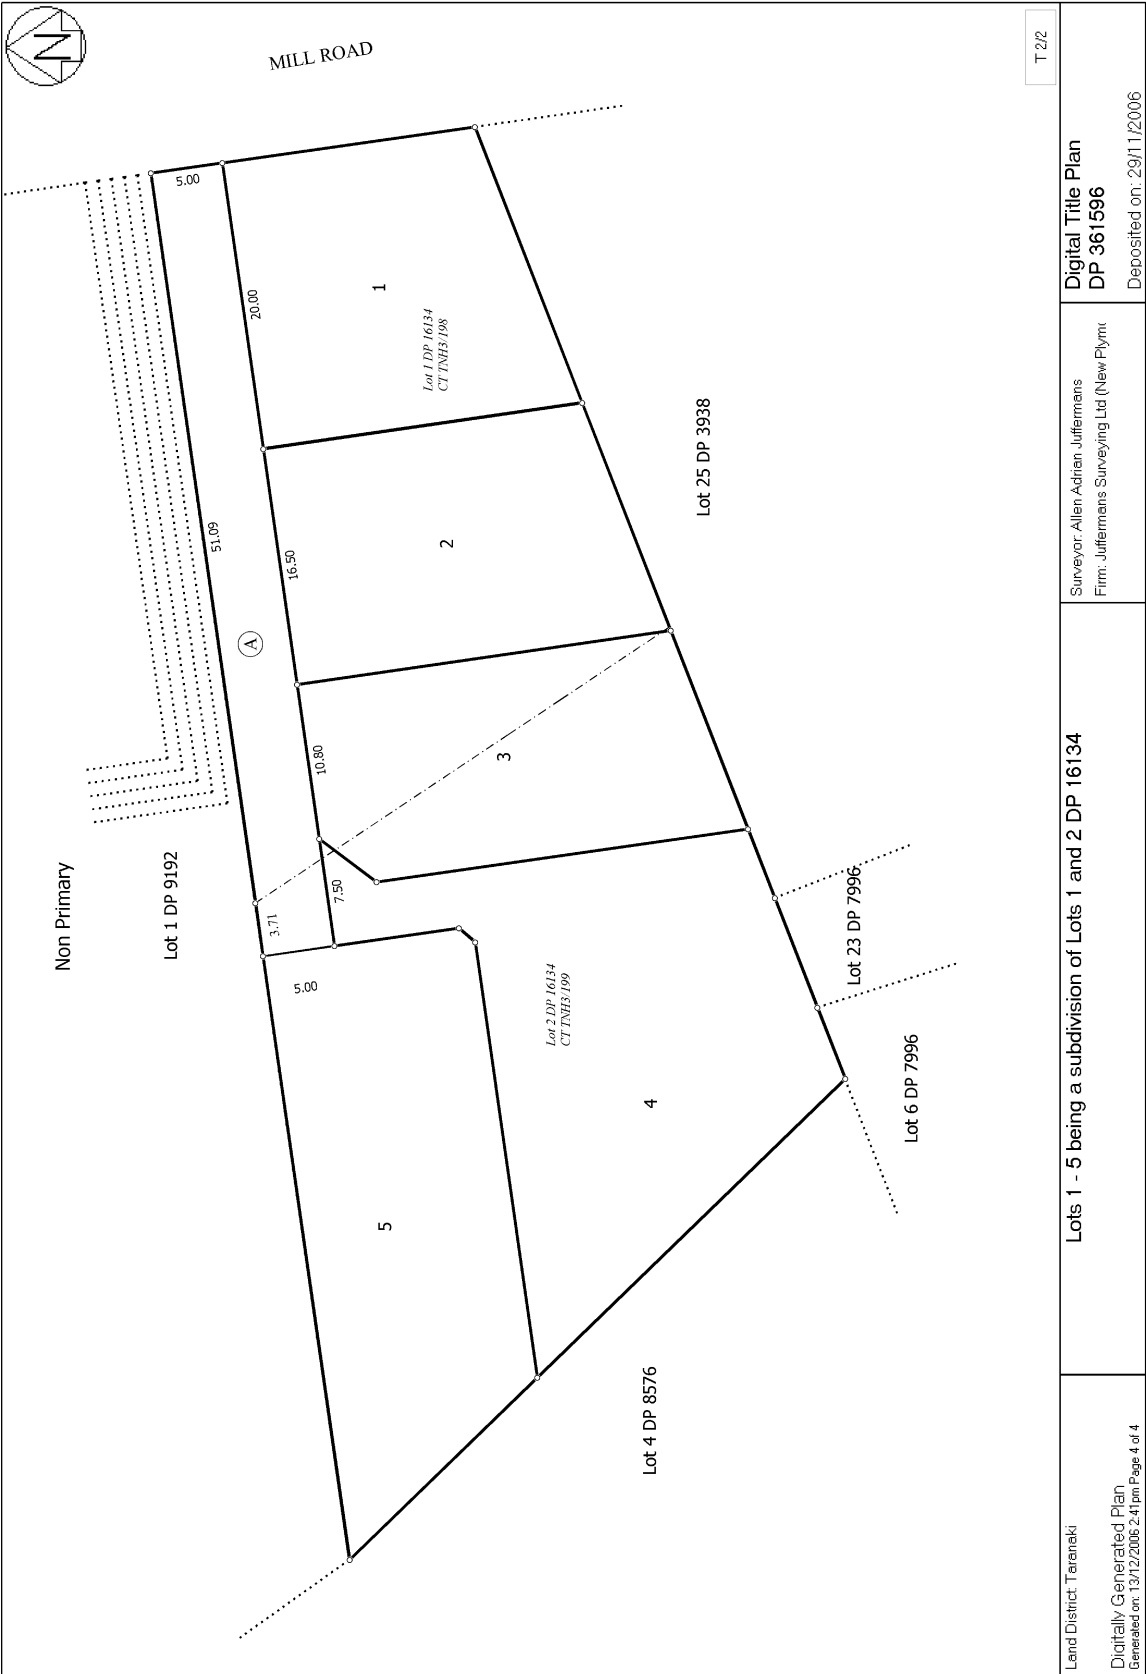 N
MILL ROAD
T 2/2
5.00
20.00
1
Lot 1 DP 16134
CT TNH3/198
51.09
16.50
2
Lot 25 DP 3938
A
10.80
3
Non Primary
Lot 1 DP 9192
3.71
7.50
5.00
Lot 23 DP 7996
Lot 2 DP 16134
CT TNH3/199
4
Lot 6 DP 7996
5
Lot 4 DP 8576
Land District: Taranaki
Digitally Generated Plan
Generated on: 13/12/2006 2:41pm Page 4 of 4
Lots 1 - 5 being a subdivision of Lots 1 and 2 DP 16134
Surveyor: Allen Adrian Juffermans
Firm: Juffermans Surveying Ltd (New Plym
Digital Title Plan
DP 361596
Deposited on: 29/11/2006